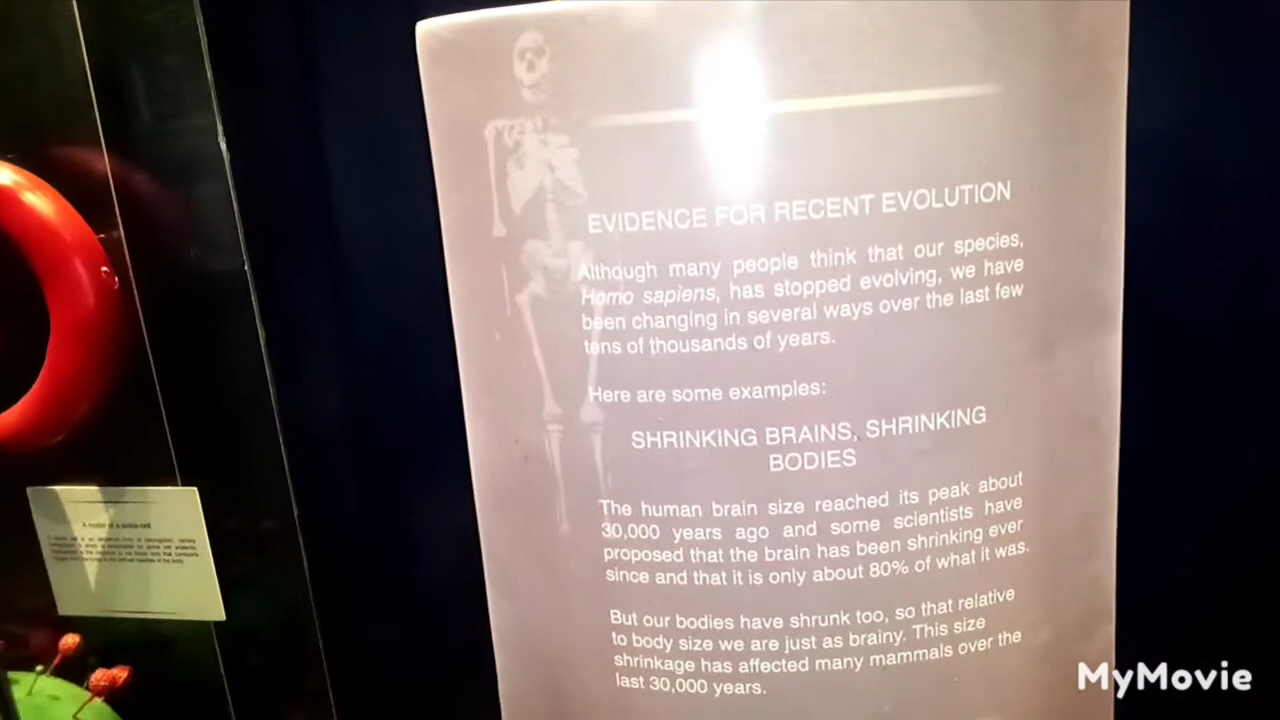 EVIDENCE FOR RECENT EVOLUTION
Although many people think that our species,
Homo sapiens, has stopped evolving, we have
been changing in several ways over the last few
tens of thousands of years.
Here are some examples:
SHRINKING BRAINS, SHRINKING
BODIES
The human brain size reached its peak about
30,000 years ago and some scientists have
proposed that the brain has been shrinking ever
since and that it is only about 80% of what it was.
But our bodies have shrunk too, so that relative
to body size we are just as brainy. This size
shrinkage has affected many mammals over the
last 30,000 years.
A model of a
MyMovie